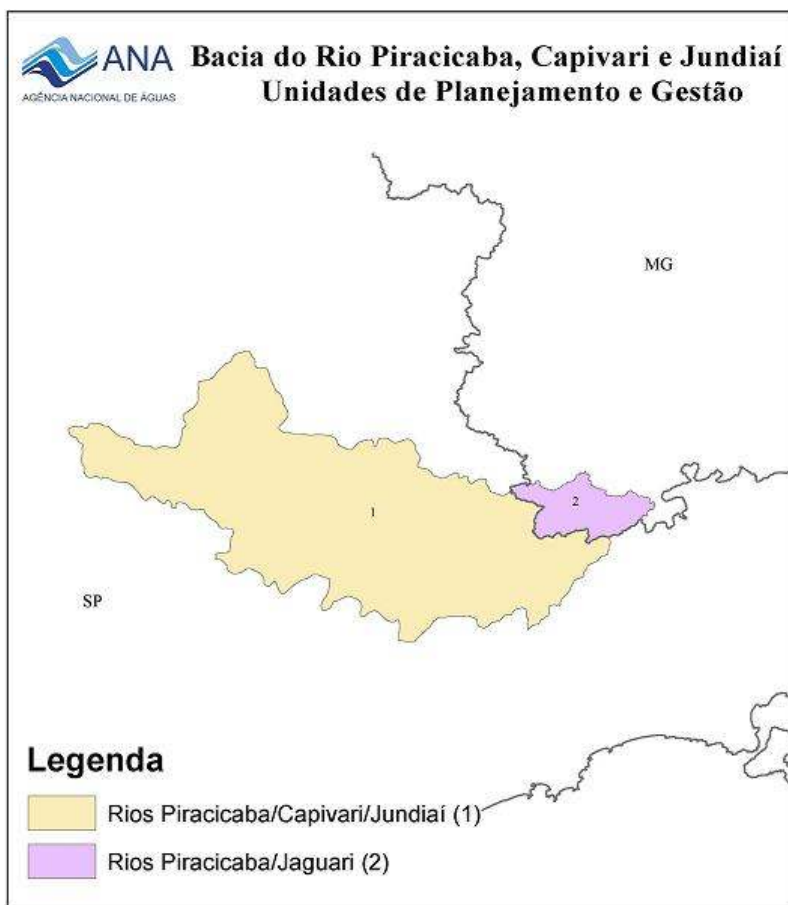 ANA
AGÊNCIA NACIONAL DE ÁGUAS
Bacia do Rio Piracicaba, Capivari e Jundiaí
Unidades de Planejamento e Gestão
MG
2
1
SP
Legenda
Rios Piracicaba/Capivari/Jundiaí (1)
Rios Piracicaba/Jaguari (2)